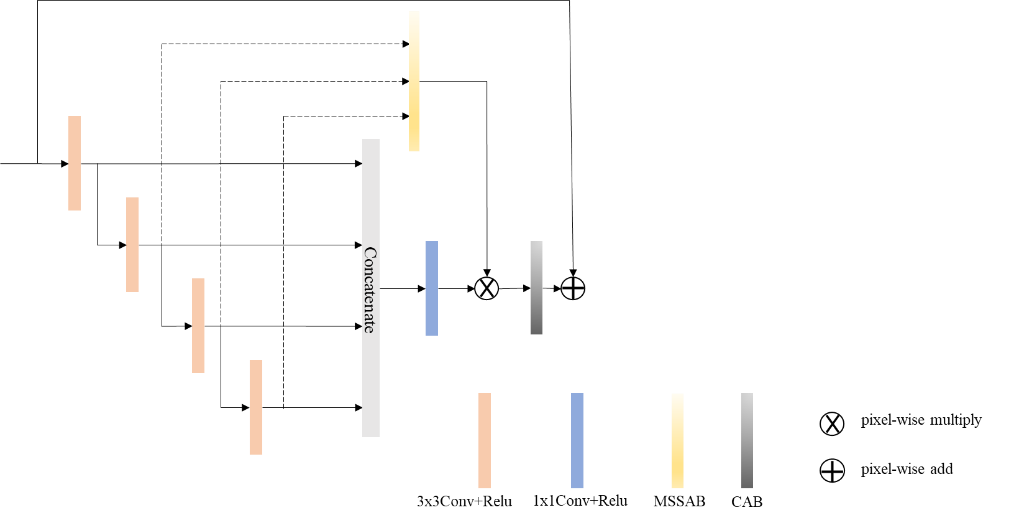 Concatenate
pixel-wise multiply
pixel-wise add
3x3Conv+Relu
1x1Conv+Relu
MSSAB
CAB